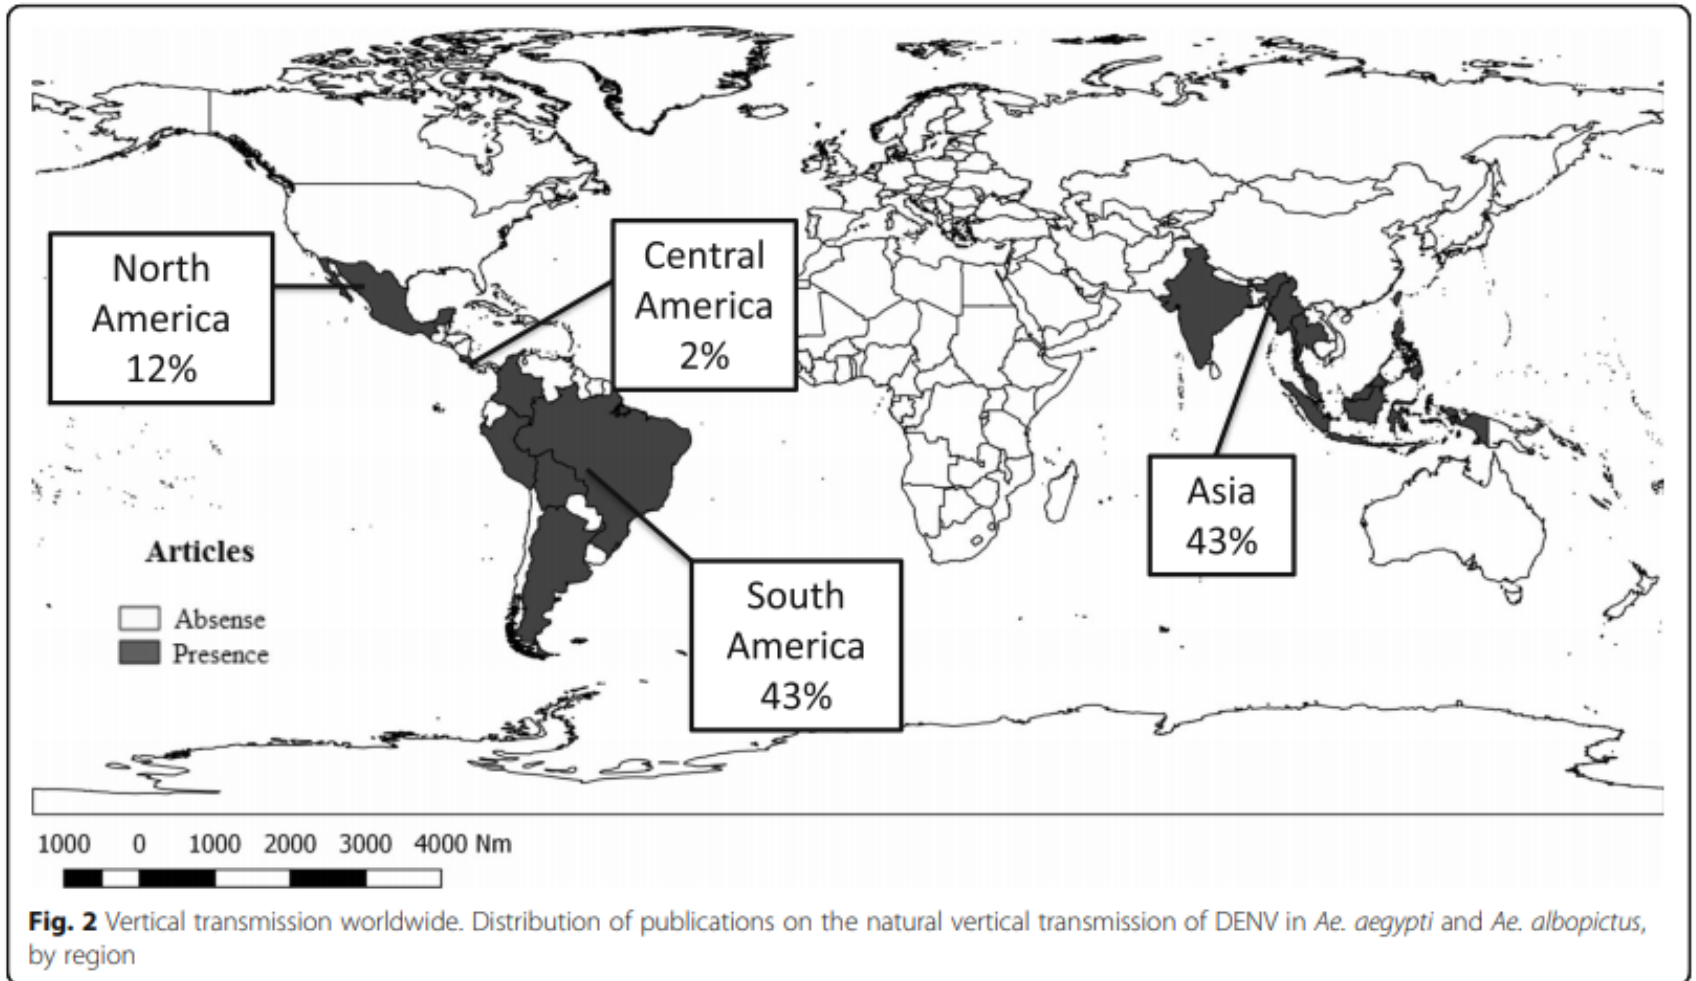 North
America
12%
Central
America
2%
Asia
43%
South
America
43%
Articles
Absense
Presence
1000 0 1000 2000 3000 4000 Nm
Fig. 2 Vertical transmission worldwide. Distribution of publications on the natural vertical transmission of DENV in Ae. aegypti and Ae. albopictus,
by region